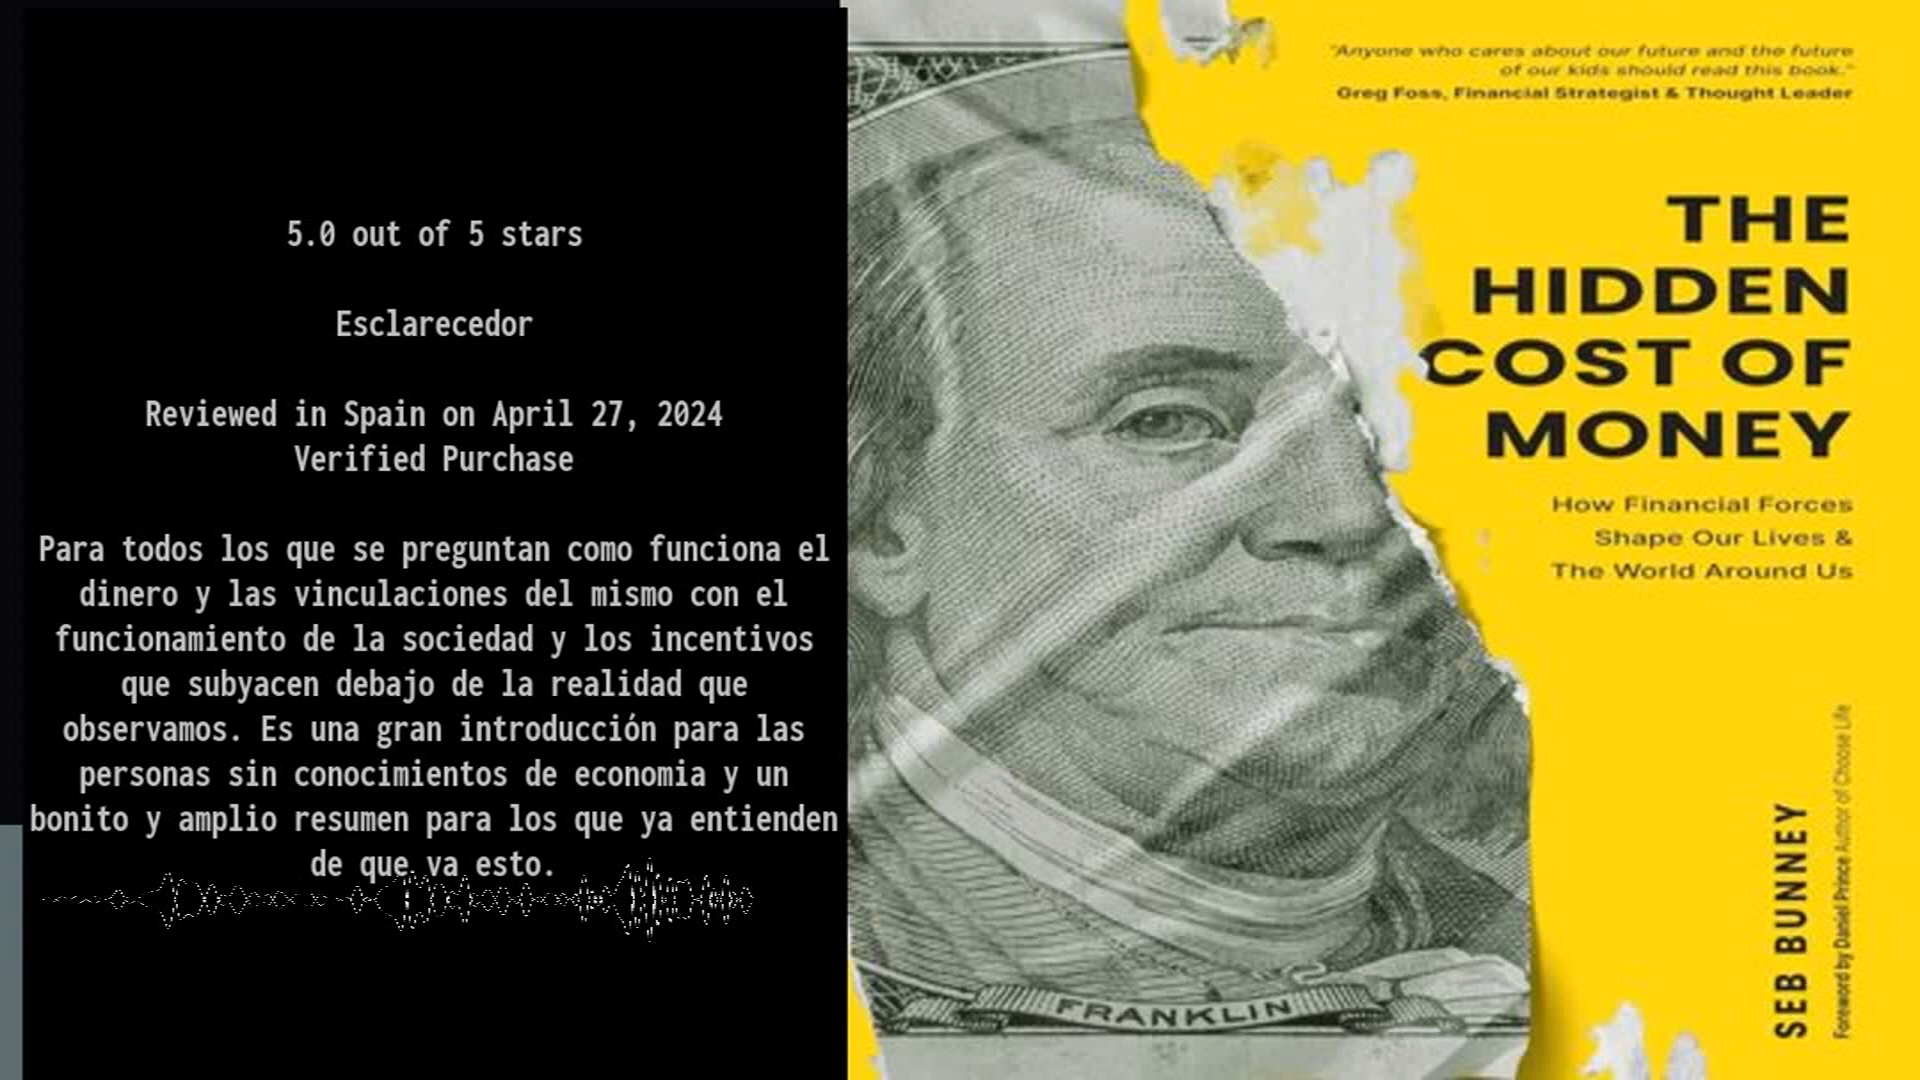 5.0 out of 5 stars
Esclarecedor
Reviewed in Spain on April 27, 2024
Verified Purchase
Para todos los que se preguntan como funciona el
dinero y las vinculaciones del mismo con el
funcionamiento de la sociedad y los incentivos
que subyacen debajo de la realidad que
observamos. Es una gran introducción para las
personas sin conocimientos de economia y un
bonito y amplio resumen para los que ya entienden
de que va esto.
"Anyone who cares about our future and the future
of our kids should read this book."
Greg Foss, Financial Strategist & Thought Leader
THE
HIDDEN
COST OF
MONEY
How Financial Forces
Shape Our Lives &
The World Around Us
SEB BUNNEY
Foreword by Daniel Prince Author of Choose Life
FRANKLIN